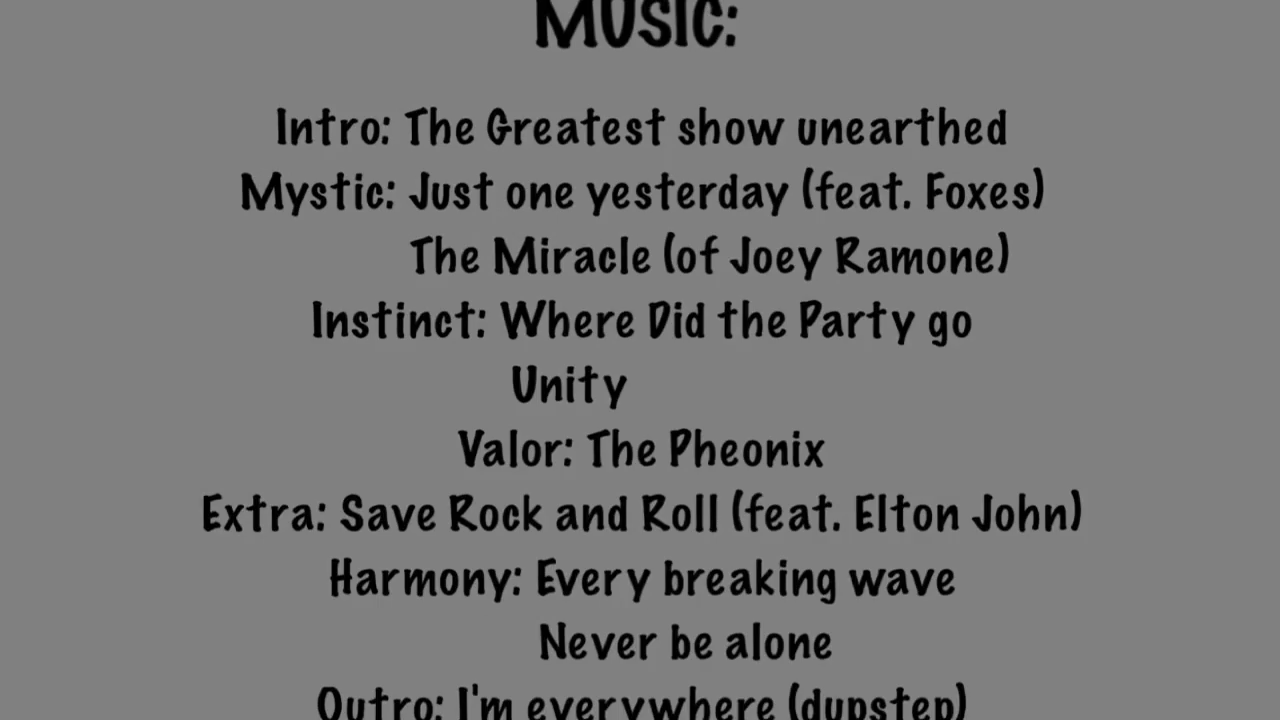 Music:
Intro: The Greatest show unearthed
Mystic: Just one yesterday (feat. Foxes)
The Miracle (of Joey Ramone)
Instinct: Where Did the Party go
Unity
Valor: The Pheonix
Extra: Save Rock and Roll (feat. Elton John)
Harmony: Every breaking wave
Never be alone
Outro: I'm everywhere (dupstep)